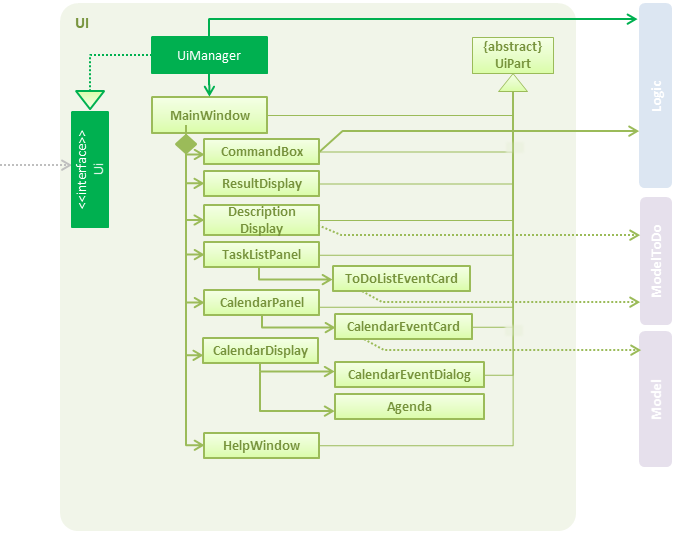 UI
UiManager
{abstract}
UiPart
Logic
MainWindow
<<interface>>
Ui
CommandBox
ResultDisplay
Description
Display
TaskListPanel
ModelToDo
ToDoListEventCard
CalendarPanel
CalendarEventCard
CalendarDisplay
CalendarEventDialog
Model
Agenda
HelpWindow